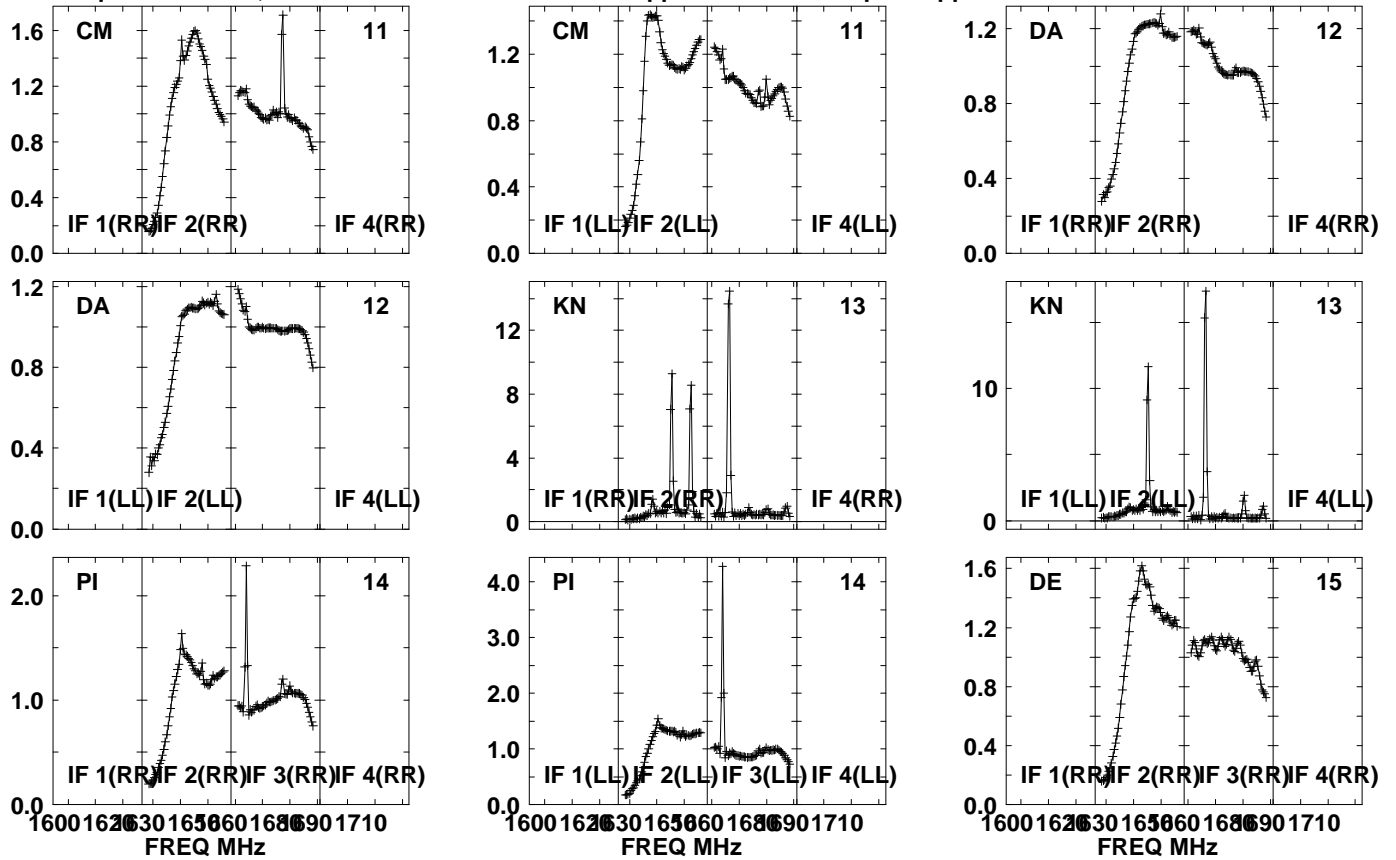 CM 11 CM 11 DA 12
1.6 1.2 1.2
1.2 0.8 0.8
0.8 0.4 0.4
0.4 0.0 0.0
0.0
IF 1(RR) IF 2(RR) IF 4(RR) IF 1(LL) IF 2(LL) IF 4(LL) IF 1(RR) IF 2(RR) IF 4(RR)
DA 12 KN 13 KN 13
1.2 12 10
0.8 8 0
0.4 4
0.0 0
IF 1(LL) IF 2(LL) IF 4(LL) IF 1(RR) IF 2(RR) IF 4(RR) IF 1(LL) IF 2(LL) IF 4(LL)
PI 14 PI 14 DE 15
2.0 4.0 1.6
1.0 3.0 1.2
0.0 2.0 0.8
1.0 0.4
0.0 0.0
IF 1(RR) IF 2(RR) IF 3(RR) IF 4(RR) IF 1(LL) IF 2(LL) IF 3(LL) IF 4(LL) IF 1(RR) IF 2(RR) IF 3(RR) IF 4(RR)
1600 1630 1690 1710 1600 1630 1690 1710 1600 1630 1690 1710
FREQ MHz FREQ MHz FREQ MHz